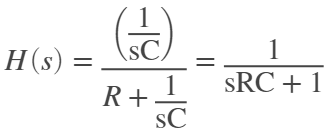 H(s) = (1/sC) / (R + 1/sC) = 1 / (sRC + 1)